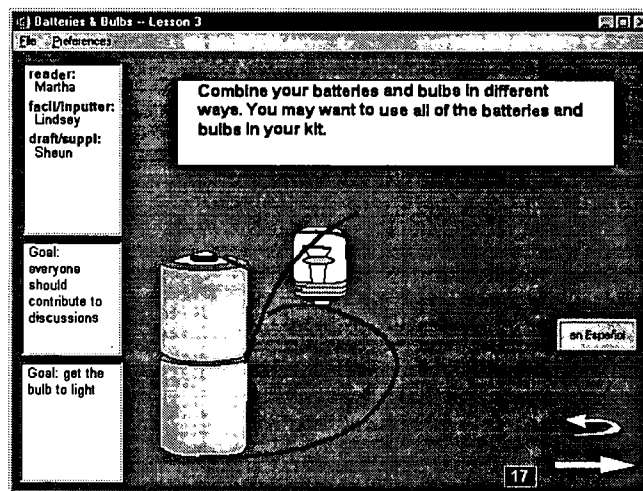 Batteries & Bulbs -- Lesson 3
File Preferences
reader:
Martha
facil/inputter:
Lindsey
draft/suppl:
Shaun
Goal:
everyone
should
contribute to
discussions
Goal: get the
bulb to light
Combine your batteries and bulbs in different
ways. You may want to use all of the batteries and
bulbs in your kit.
en Español
17